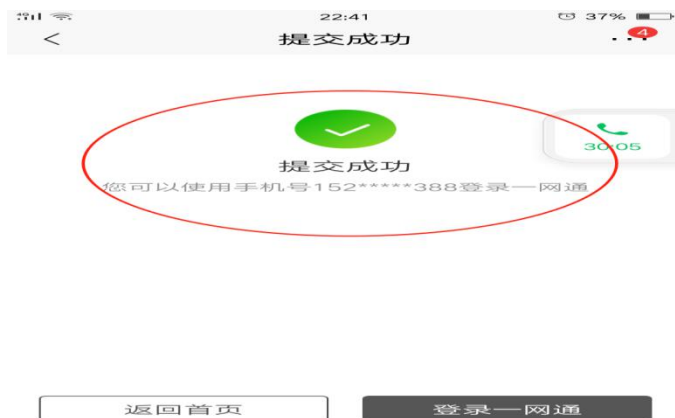 22:41
37%
提交成功
4
30:05
提交成功
您可以使用手机号152*****388登录一网通
返回首页
登录一网通